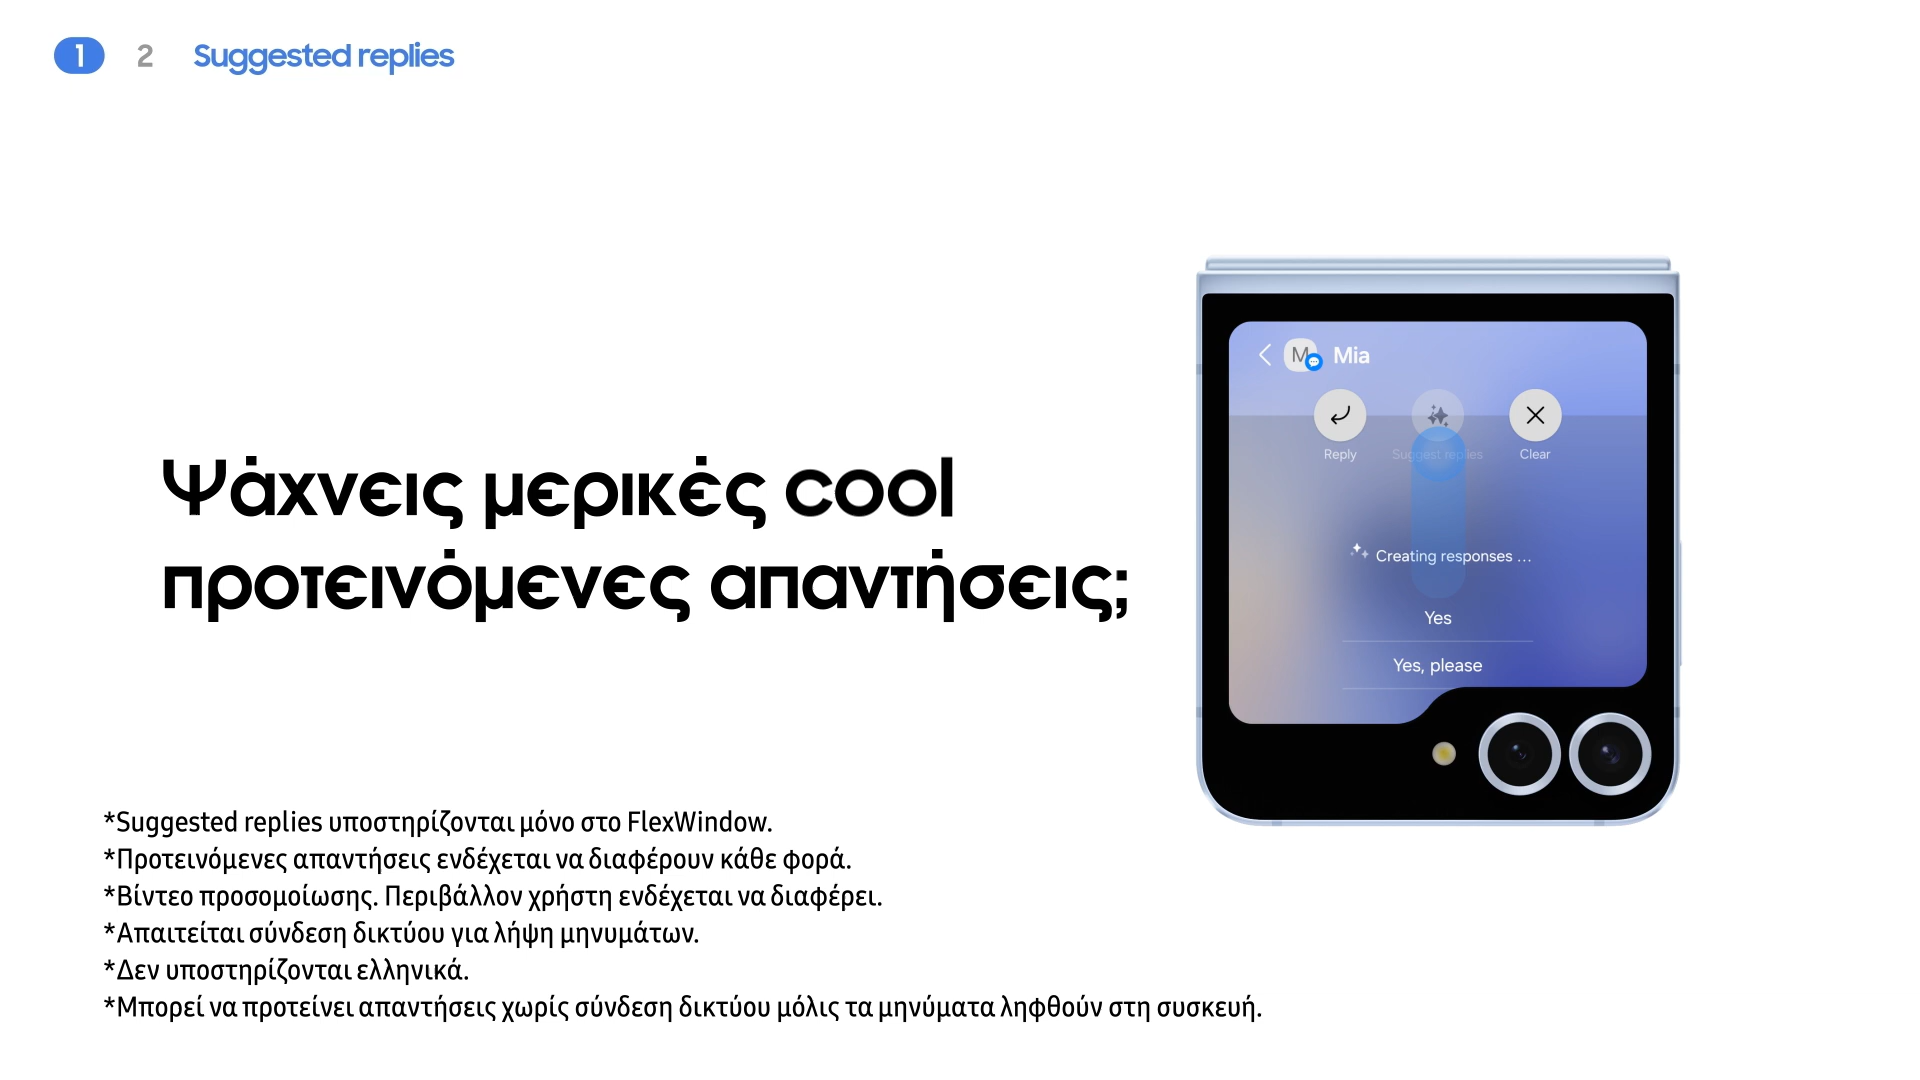 1 2 Suggested replies
Ψάχνεις μερικές cool
προτεινόμενες απαντήσεις;
M Mia
Reply Suggest replies Clear
Creating responses ...
Yes
Yes, please
*Suggested replies υποστηρίζονται μόνο στο FlexWindow.
*Προτεινόμενες απαντήσεις ενδέχεται να διαφέρουν κάθε φορά.
*Βίντεο προσομοίωσης. Περιβάλλον χρήστη ενδέχεται να διαφέρει.
*Απαιτείται σύνδεση δικτύου για λήψη μηνυμάτων.
*Δεν υποστηρίζονται ελληνικά.
*Μπορεί να προτείνει απαντήσεις χωρίς σύνδεση δικτύου μόλις τα μηνύματα ληφθούν στη συσκευή.